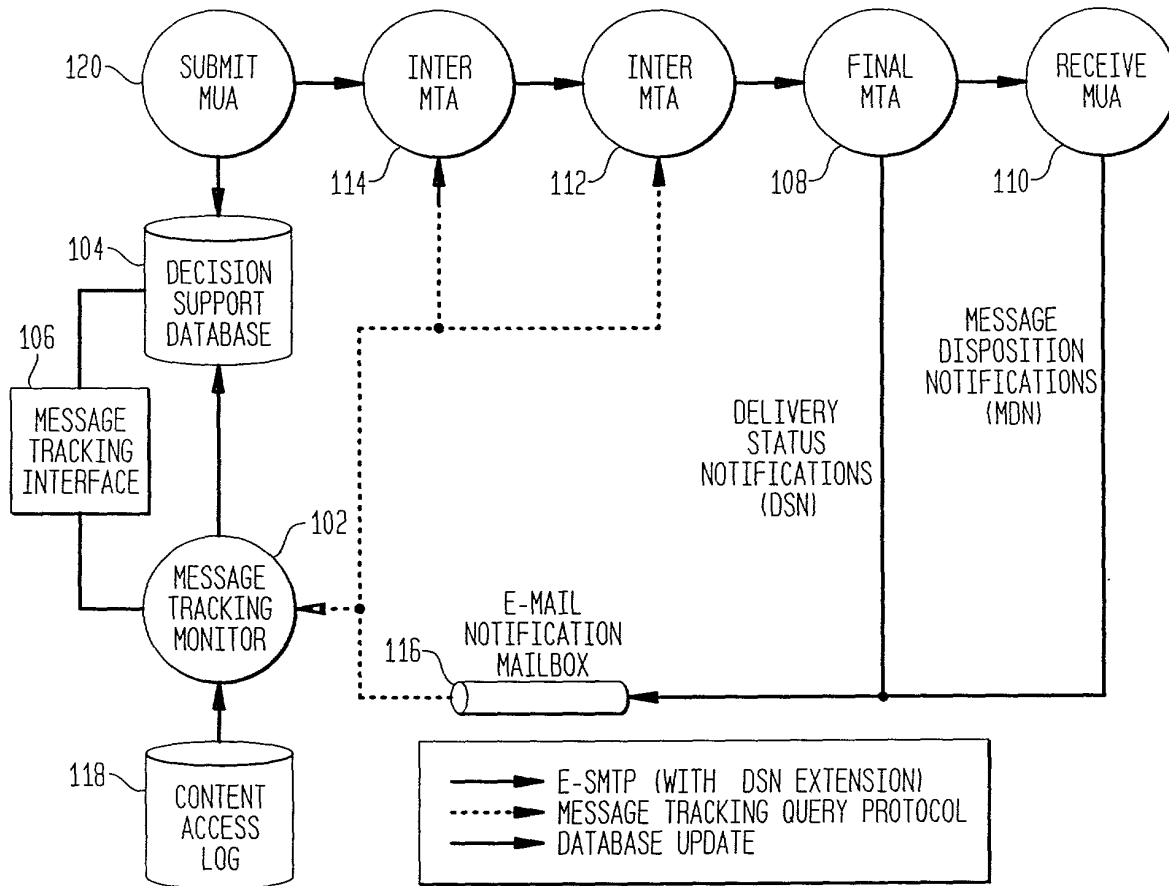 120
SUBMIT
MUA
INTER
MTA
114
INTER
MTA
112
FINAL
MTA
108
RECEIVE
MUA
110
104
DECISION
SUPPORT
DATABASE
106
MESSAGE
TRACKING
INTERFACE
MESSAGE
DISPOSITION
NOTIFICATIONS
(MDN)
DELIVERY
STATUS
NOTIFICATIONS
(DSN)
102
MESSAGE
TRACKING
MONITOR
E-MAIL
NOTIFICATION
MAILBOX
116
118
CONTENT
ACCESS
LOG
E-SMTP (WITH DSN EXTENSION)
MESSAGE TRACKING QUERY PROTOCOL
DATABASE UPDATE